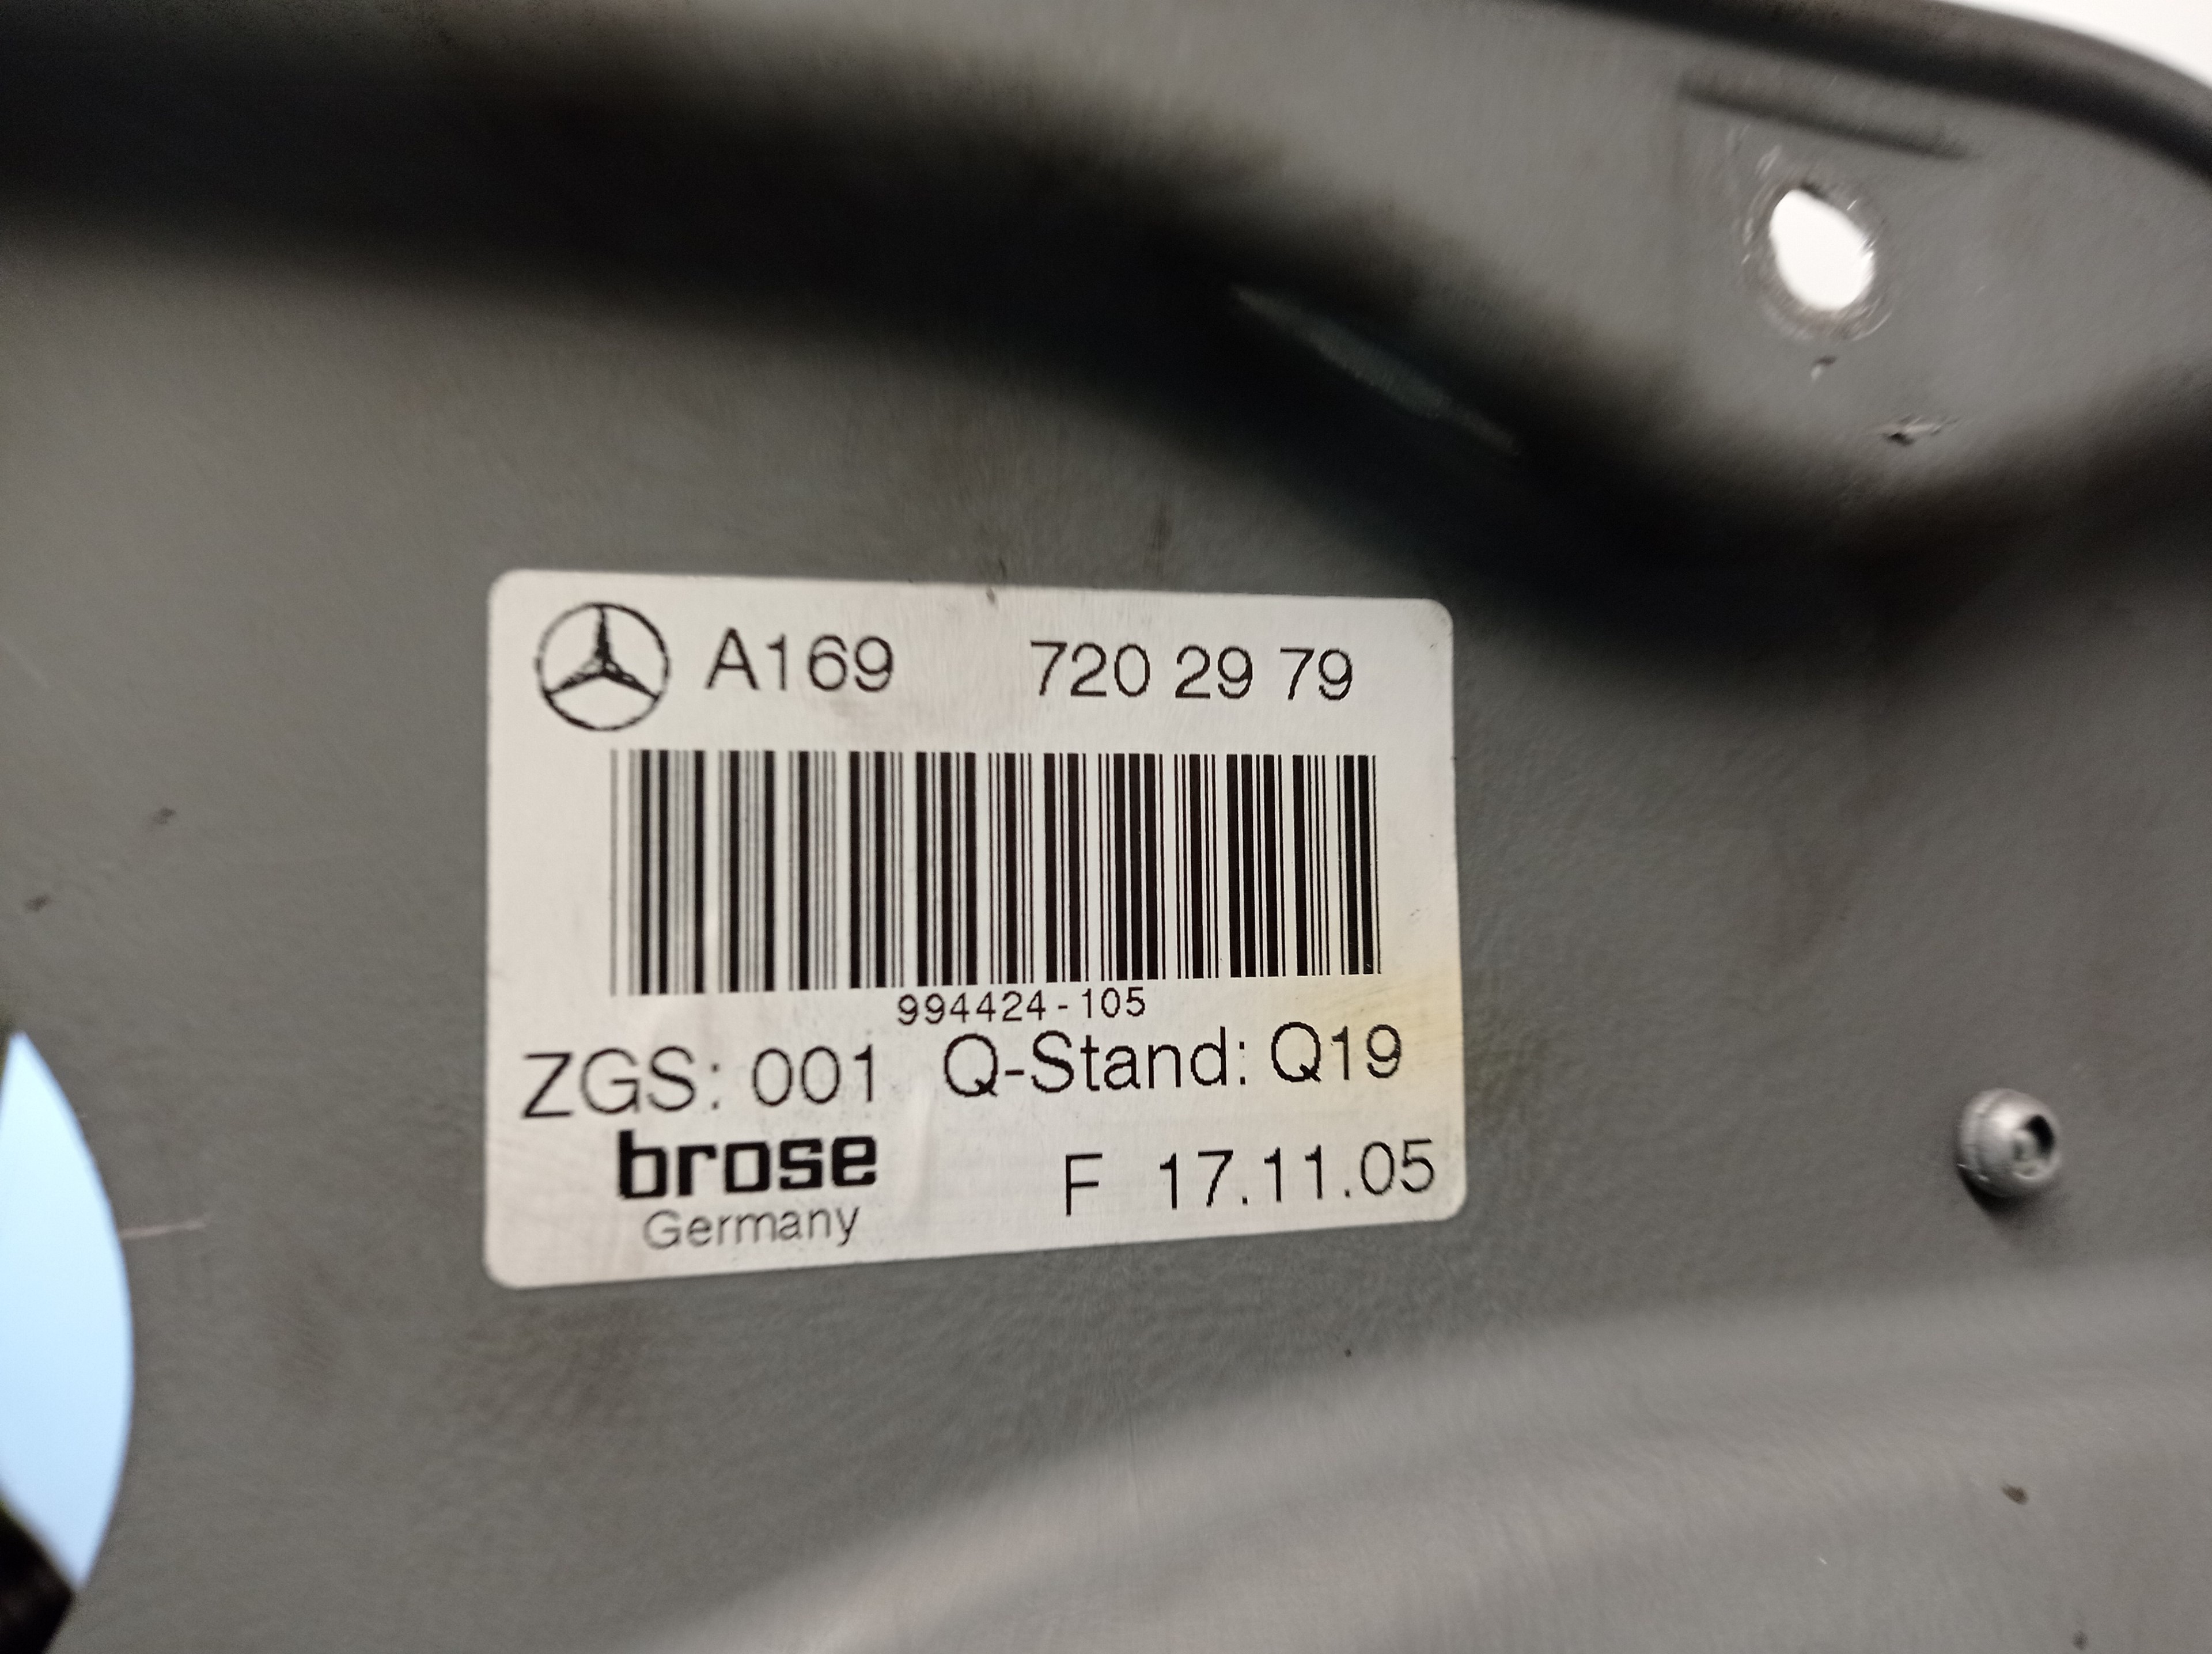 A169 720 29 79
994424-105
ZGS: 001 Q-Stand: Q19
brose
Germany
F 17.11.05